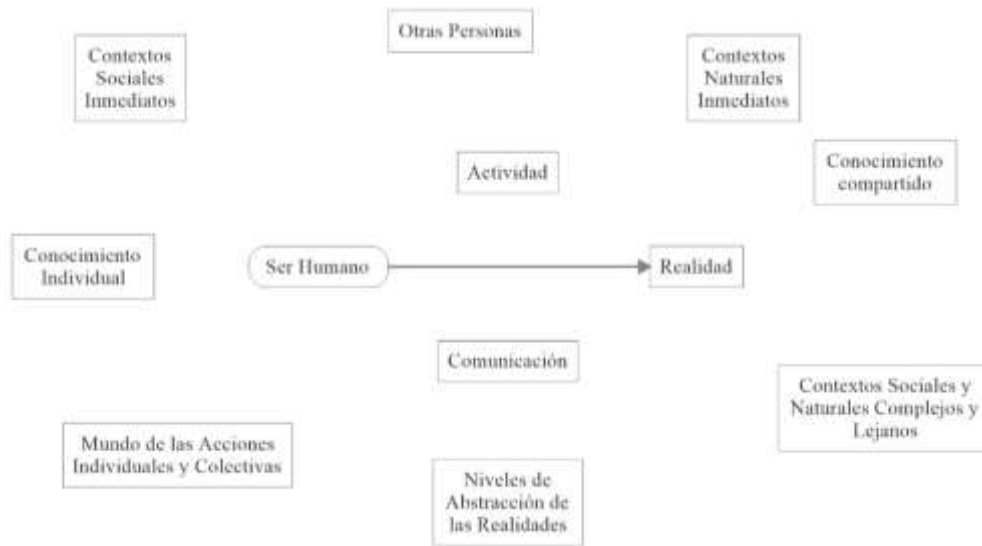 Otras Personas
Contextos
Sociales
Inmediatos
Contextos
Naturales
Inmediatos
Actividad
Conocimiento
compartido
Conocimiento
Individual
Ser Humano
Realidad
Comunicación
Contextos Sociales y
Naturales Complejos y
Lejanos
Mundo de las Acciones
Individuales y Colectivas
Niveles de
Abstracción de
las Realidades